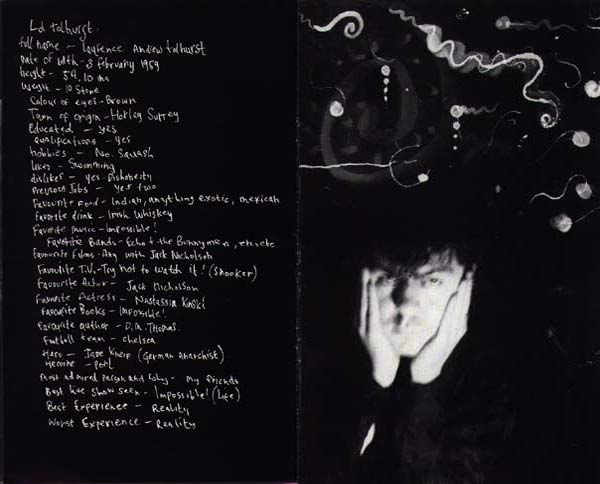 Lol tolhurst.
full name - Laurence Andrew tolhurst
Date of birth - 3 february 1959
height - 5 ft. 10 ins
Weight - 10 Stone
Colour of eyes - Brown
Town of origin - Horley Surrey
Educated - yes
qualifications - yes
hobbies - No. Squash
likes - Swimming
dislikes - yes. Dishonesty
Previous Jobs - yes two
Favourite Food - Indian, anything exotic, mexican
Favorite drink - Irish Whiskey
Favorite music - impossible!
Favorite Bands - Echo & the Bunnymen, etc etc
Favourite films - Any with Jack Nicholson
Favourite T.V. - Try not to watch it! (Snooker)
Favourite Actor - Jack Nicholson
Favourite Actress - Nastassia Kinski
Favourite Books - Impossible!
Favourite author - D.M. Thomas.
Football team - Chelsea
Hero - (German Anarchist)
Heroine -
Most admired person and why - my friends
Best live show seen - Impossible! (Life)
Best Experience - Reality
Worst Experience - Reality